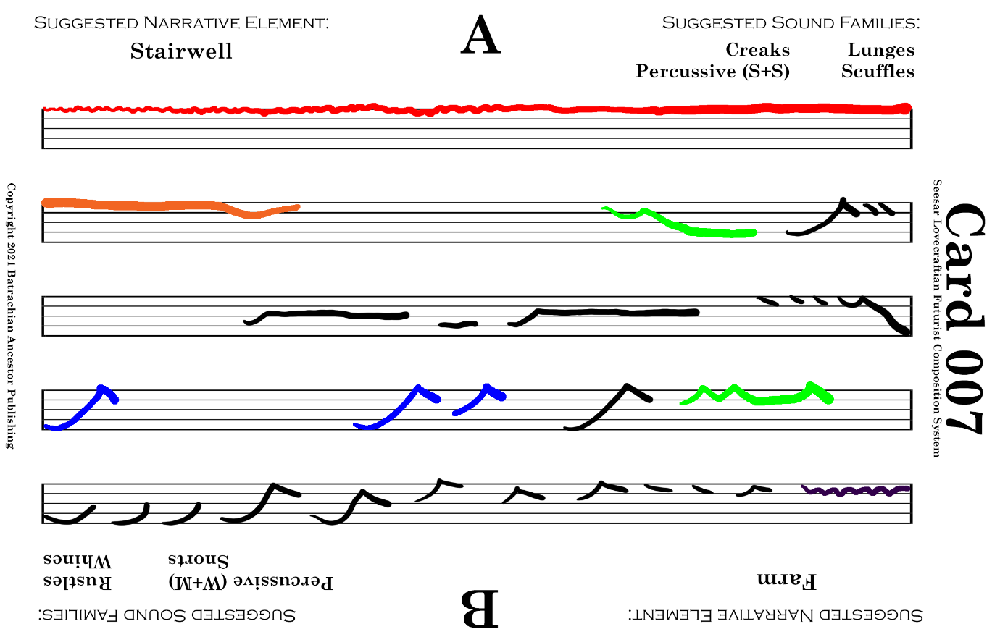 SUGGESTED NARRATIVE ELEMENT:
Stairwell
A
SUGGESTED SOUND FAMILIES:
Creaks Lunges
Percussive (S+S) Scuffles
Copyright 2021 Batrachian Ancestor Publishing
Seesar Lovecraftian Futurist Composition System
Card 007
B
SUGGESTED NARRATIVE ELEMENT:
Farm
SUGGESTED SOUND FAMILIES:
Percussive (W+M) Rustles
Snorts Whines